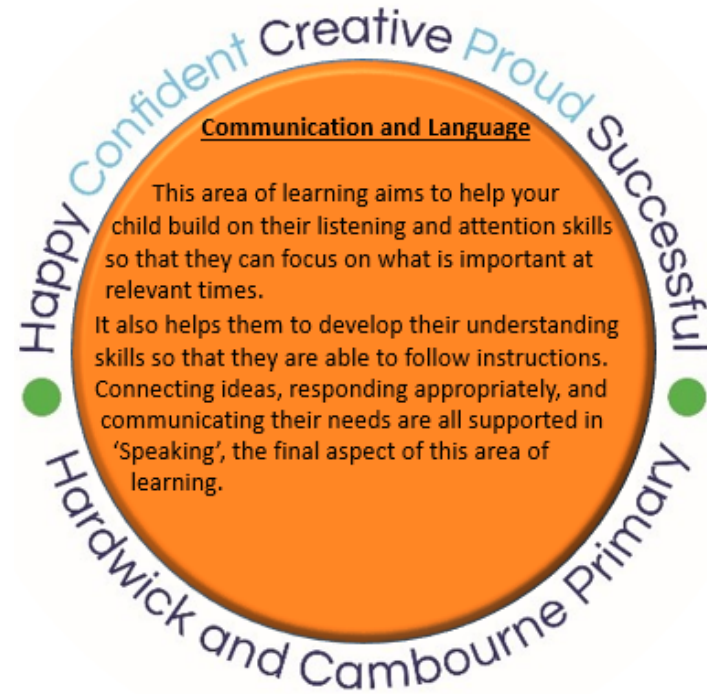 Happy Confident Creative Proud Successful
Communication and Language
This area of learning aims to help your
child build on their listening and attention skills
so that they can focus on what is important at
relevant times.
It also helps them to develop their understanding
skills so that they are able to follow instructions.
Connecting ideas, responding appropriately, and
communicating their needs are all supported in
‘Speaking’, the final aspect of this area of
learning.
Hardwick and Cambourne Primary